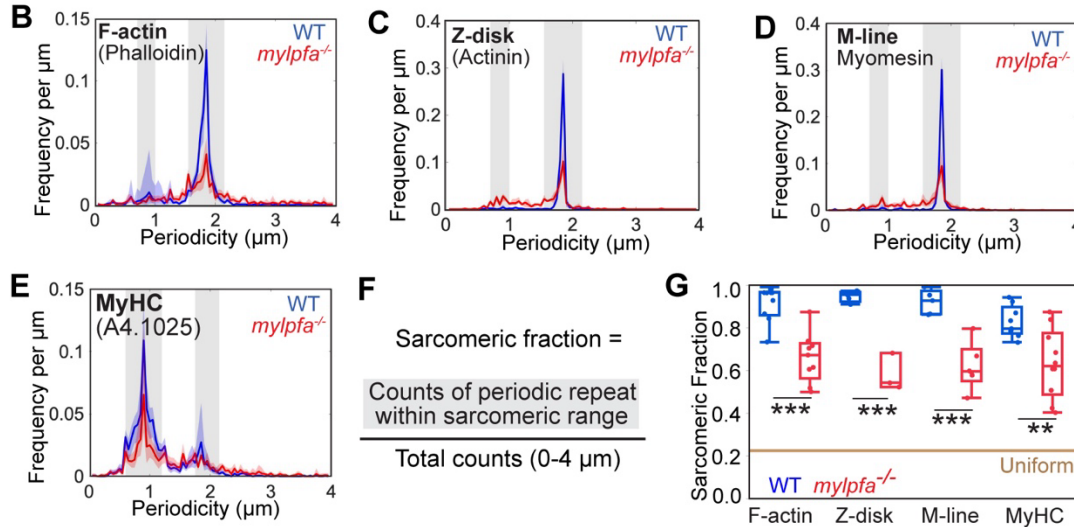 B
F-actin
(Phalloidin)
WT
mylpfa-/-
Frequency per µm
0.15
0.1
0.05
0
0
1
2
3
4
Periodicity (µm)
C
Z-disk
(Actinin)
WT
mylpfa-/-
Frequency per µm
0.4
0.3
0.2
0.1
0
0
1
2
3
4
Periodicity (µm)
D
M-line
Myomesin
WT
mylpfa-/-
Frequency per µm
0.4
0.3
0.2
0.1
0
0
1
2
3
4
Periodicity (µm)
E
MyHC
(A4.1025)
WT
mylpfa-/-
Frequency per µm
0.15
0.1
0.05
0
0
1
2
3
4
Periodicity (µm)
F
Sarcomeric fraction =
Counts of periodic repeat
within sarcomeric range
Total counts (0-4 µm)
G
Sarcomeric Fraction
1.0
0.8
0.6
0.4
0.2
0.0
***
***
***
**
Uniform
WT mylpfa-/-
F-actin Z-disk M-line MyHC